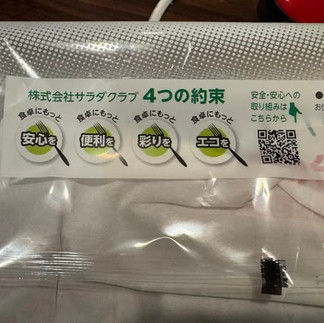 株式会社サラダクラブ 4つの約束
食卓にもっと 安心を
食卓にもっと 便利を
食卓にもっと 彩りを
食卓にもっと エコを
安全・安心への
取り組みは
こちらから